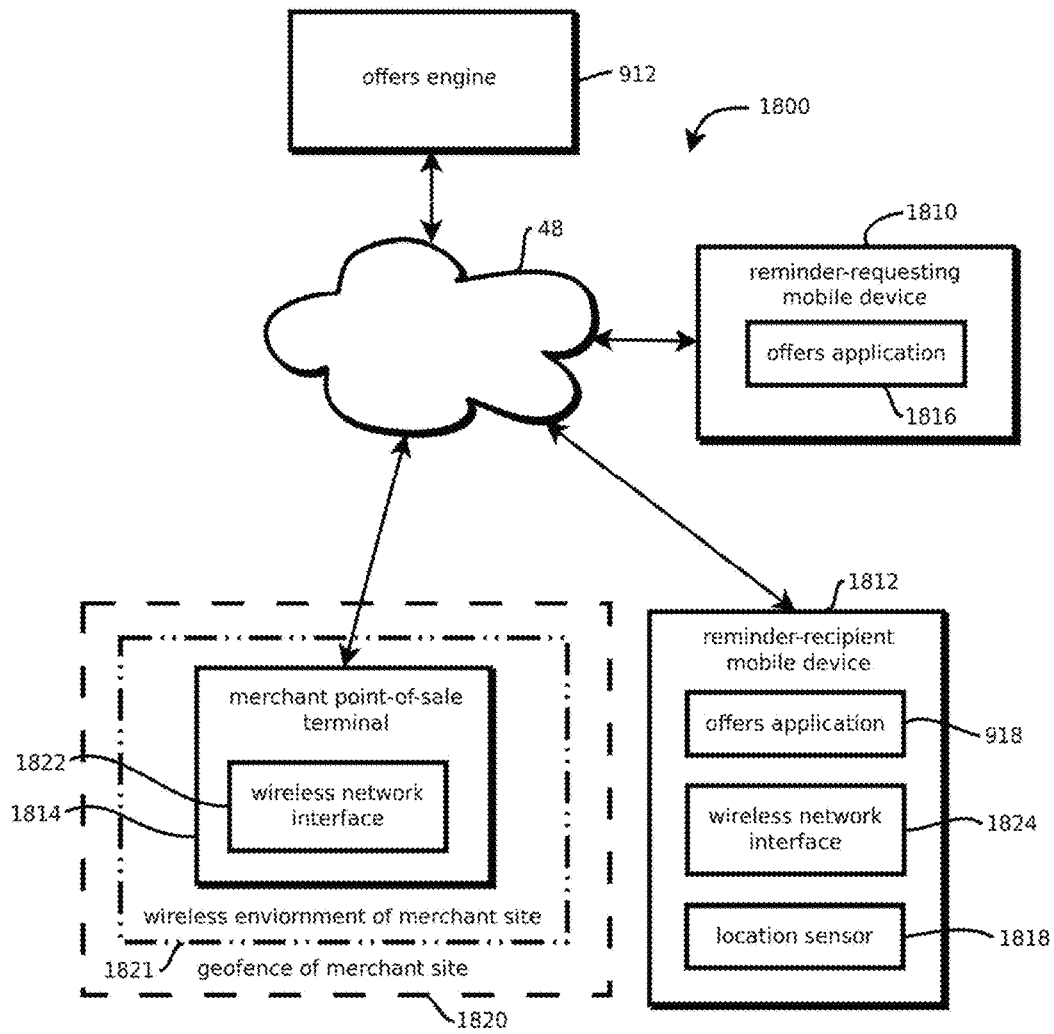 offers engine
912
1800
48
1810
reminder-requesting
mobile device
offers application
1816
1812
reminder-recipient
mobile device
offers application
918
wireless network
interface
1824
location sensor
1818
merchant point-of-sale
terminal
1822
wireless network
interface
1814
wireless enviornment of merchant site
1821
geofence of merchant site
1820